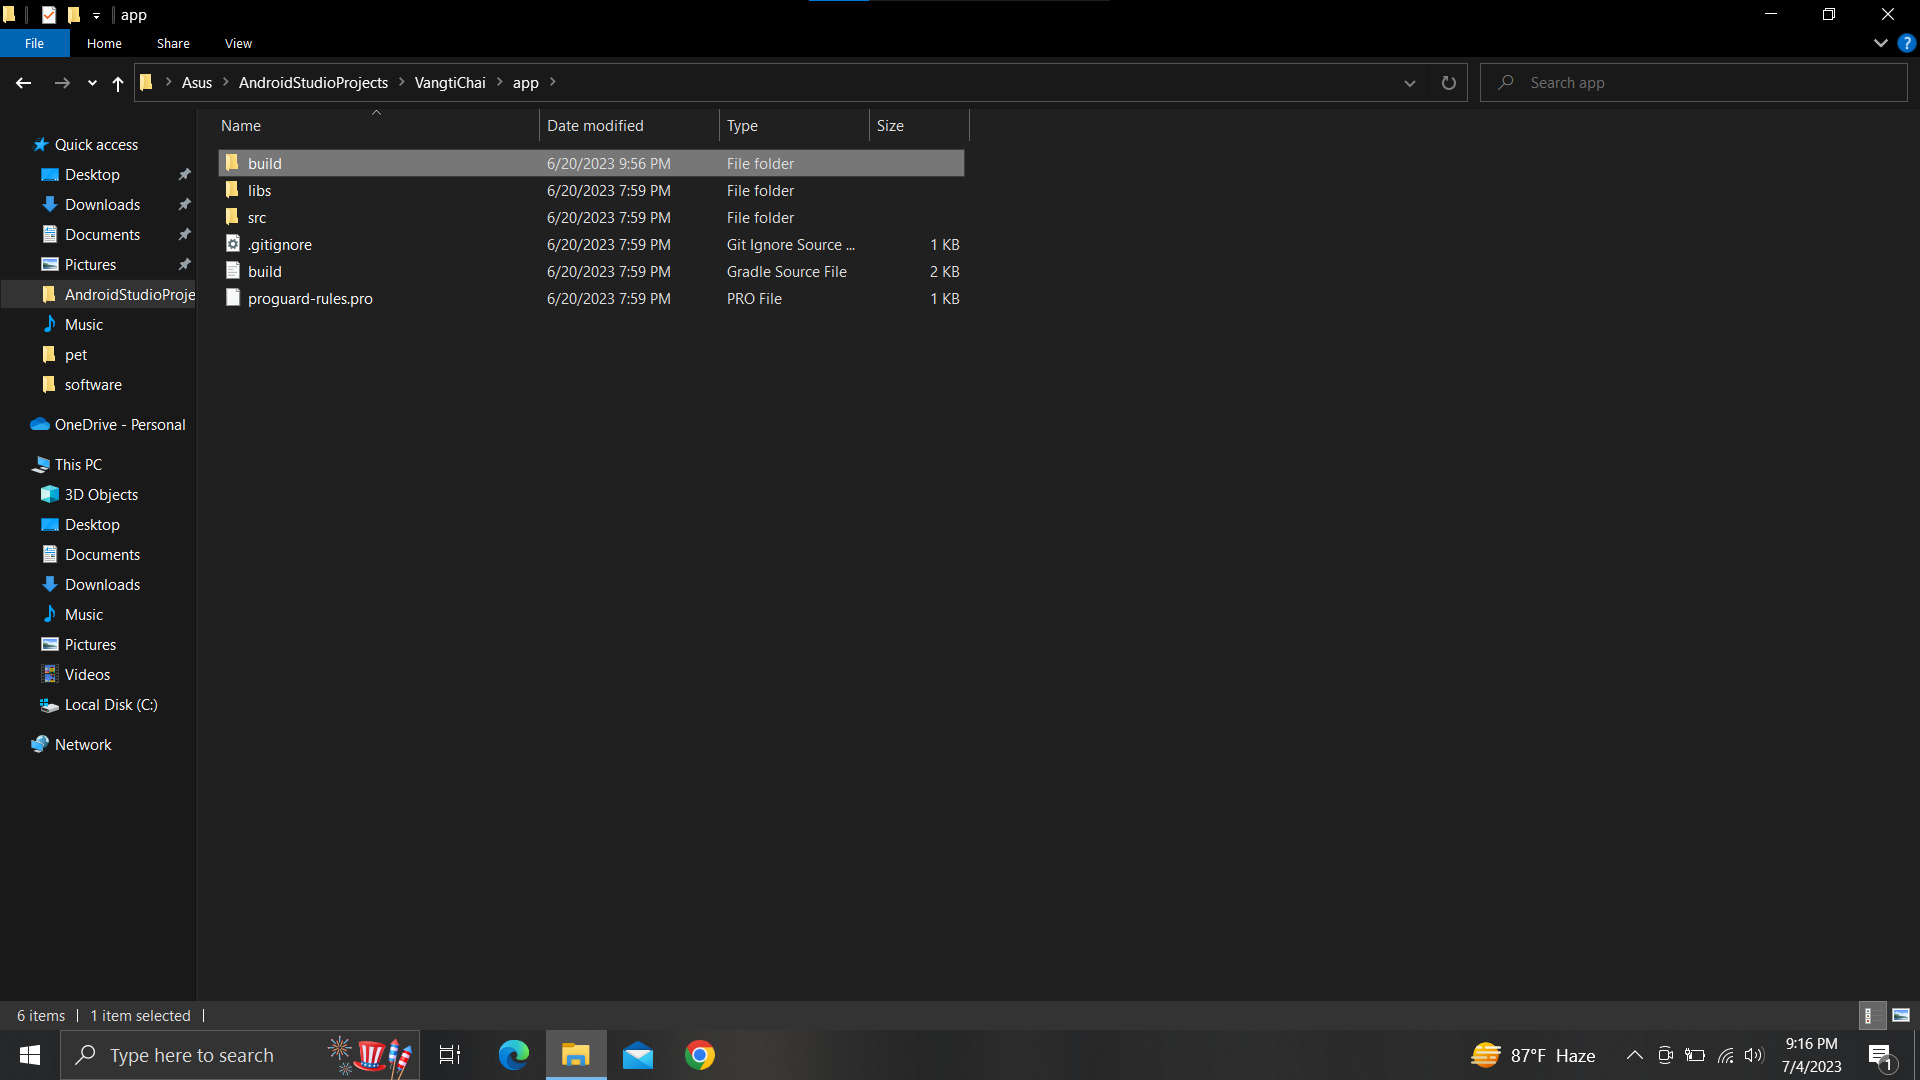 app
File Home Share View
Asus AndroidStudioProjects VangtiChai app
Search app
Name Date modified Type Size
Quick access
Desktop
Downloads
Documents
Pictures
AndroidStudioProje
Music
pet
software
OneDrive - Personal
This PC
3D Objects
Desktop
Documents
Downloads
Music
Pictures
Videos
Local Disk (C:)
Network
build 6/20/2023 9:56 PM File folder
libs 6/20/2023 7:59 PM File folder
src 6/20/2023 7:59 PM File folder
.gitignore 6/20/2023 7:59 PM Git Ignore Source ... 1 KB
build 6/20/2023 7:59 PM Gradle Source File 2 KB
proguard-rules.pro 6/20/2023 7:59 PM PRO File 1 KB
6 items 1 item selected
Type here to search
87°F Haze
9:16 PM
7/4/2023
1